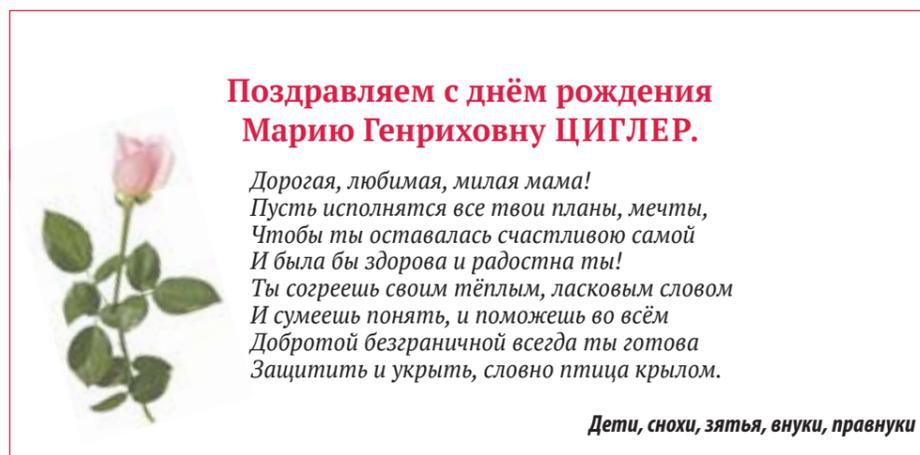 Поздравляем с днём рождения
Марию Генриховну ЦИГЛЕР.
Дорогая, любимая, милая мама!
Пусть исполнятся все твои планы, мечты,
Чтобы ты оставалась счастливою самой
И была бы здорова и радостна ты!
Ты согреешь своим тёплым, ласковым словом
И сумеешь понять, и поможешь во всём
Добротой безграничной всегда ты готова
Защитить и укрыть, словно птица крылом.
Дети, снохи, зятья, внуки, правнуки